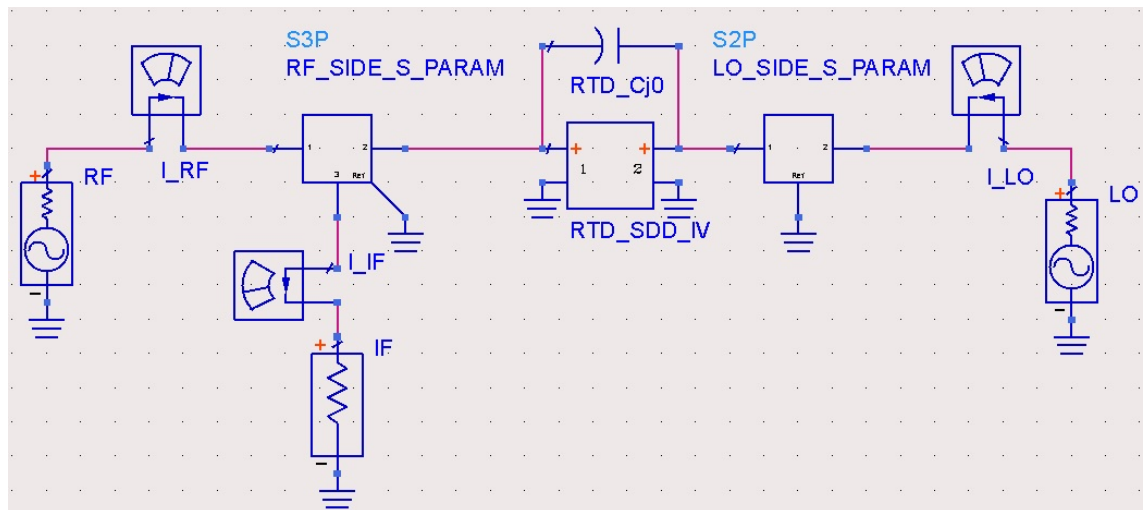 S3P
RF_SIDE_S_PARAM
RTD_Cj0
S2P
LO_SIDE_S_PARAM
RF
+
I_RF
1
2
3
Ref
+
+
1
2
RTD_SDD_IV
1
2
Ref
I_LO
+
LO
−
I_IF
+
IF
−
−